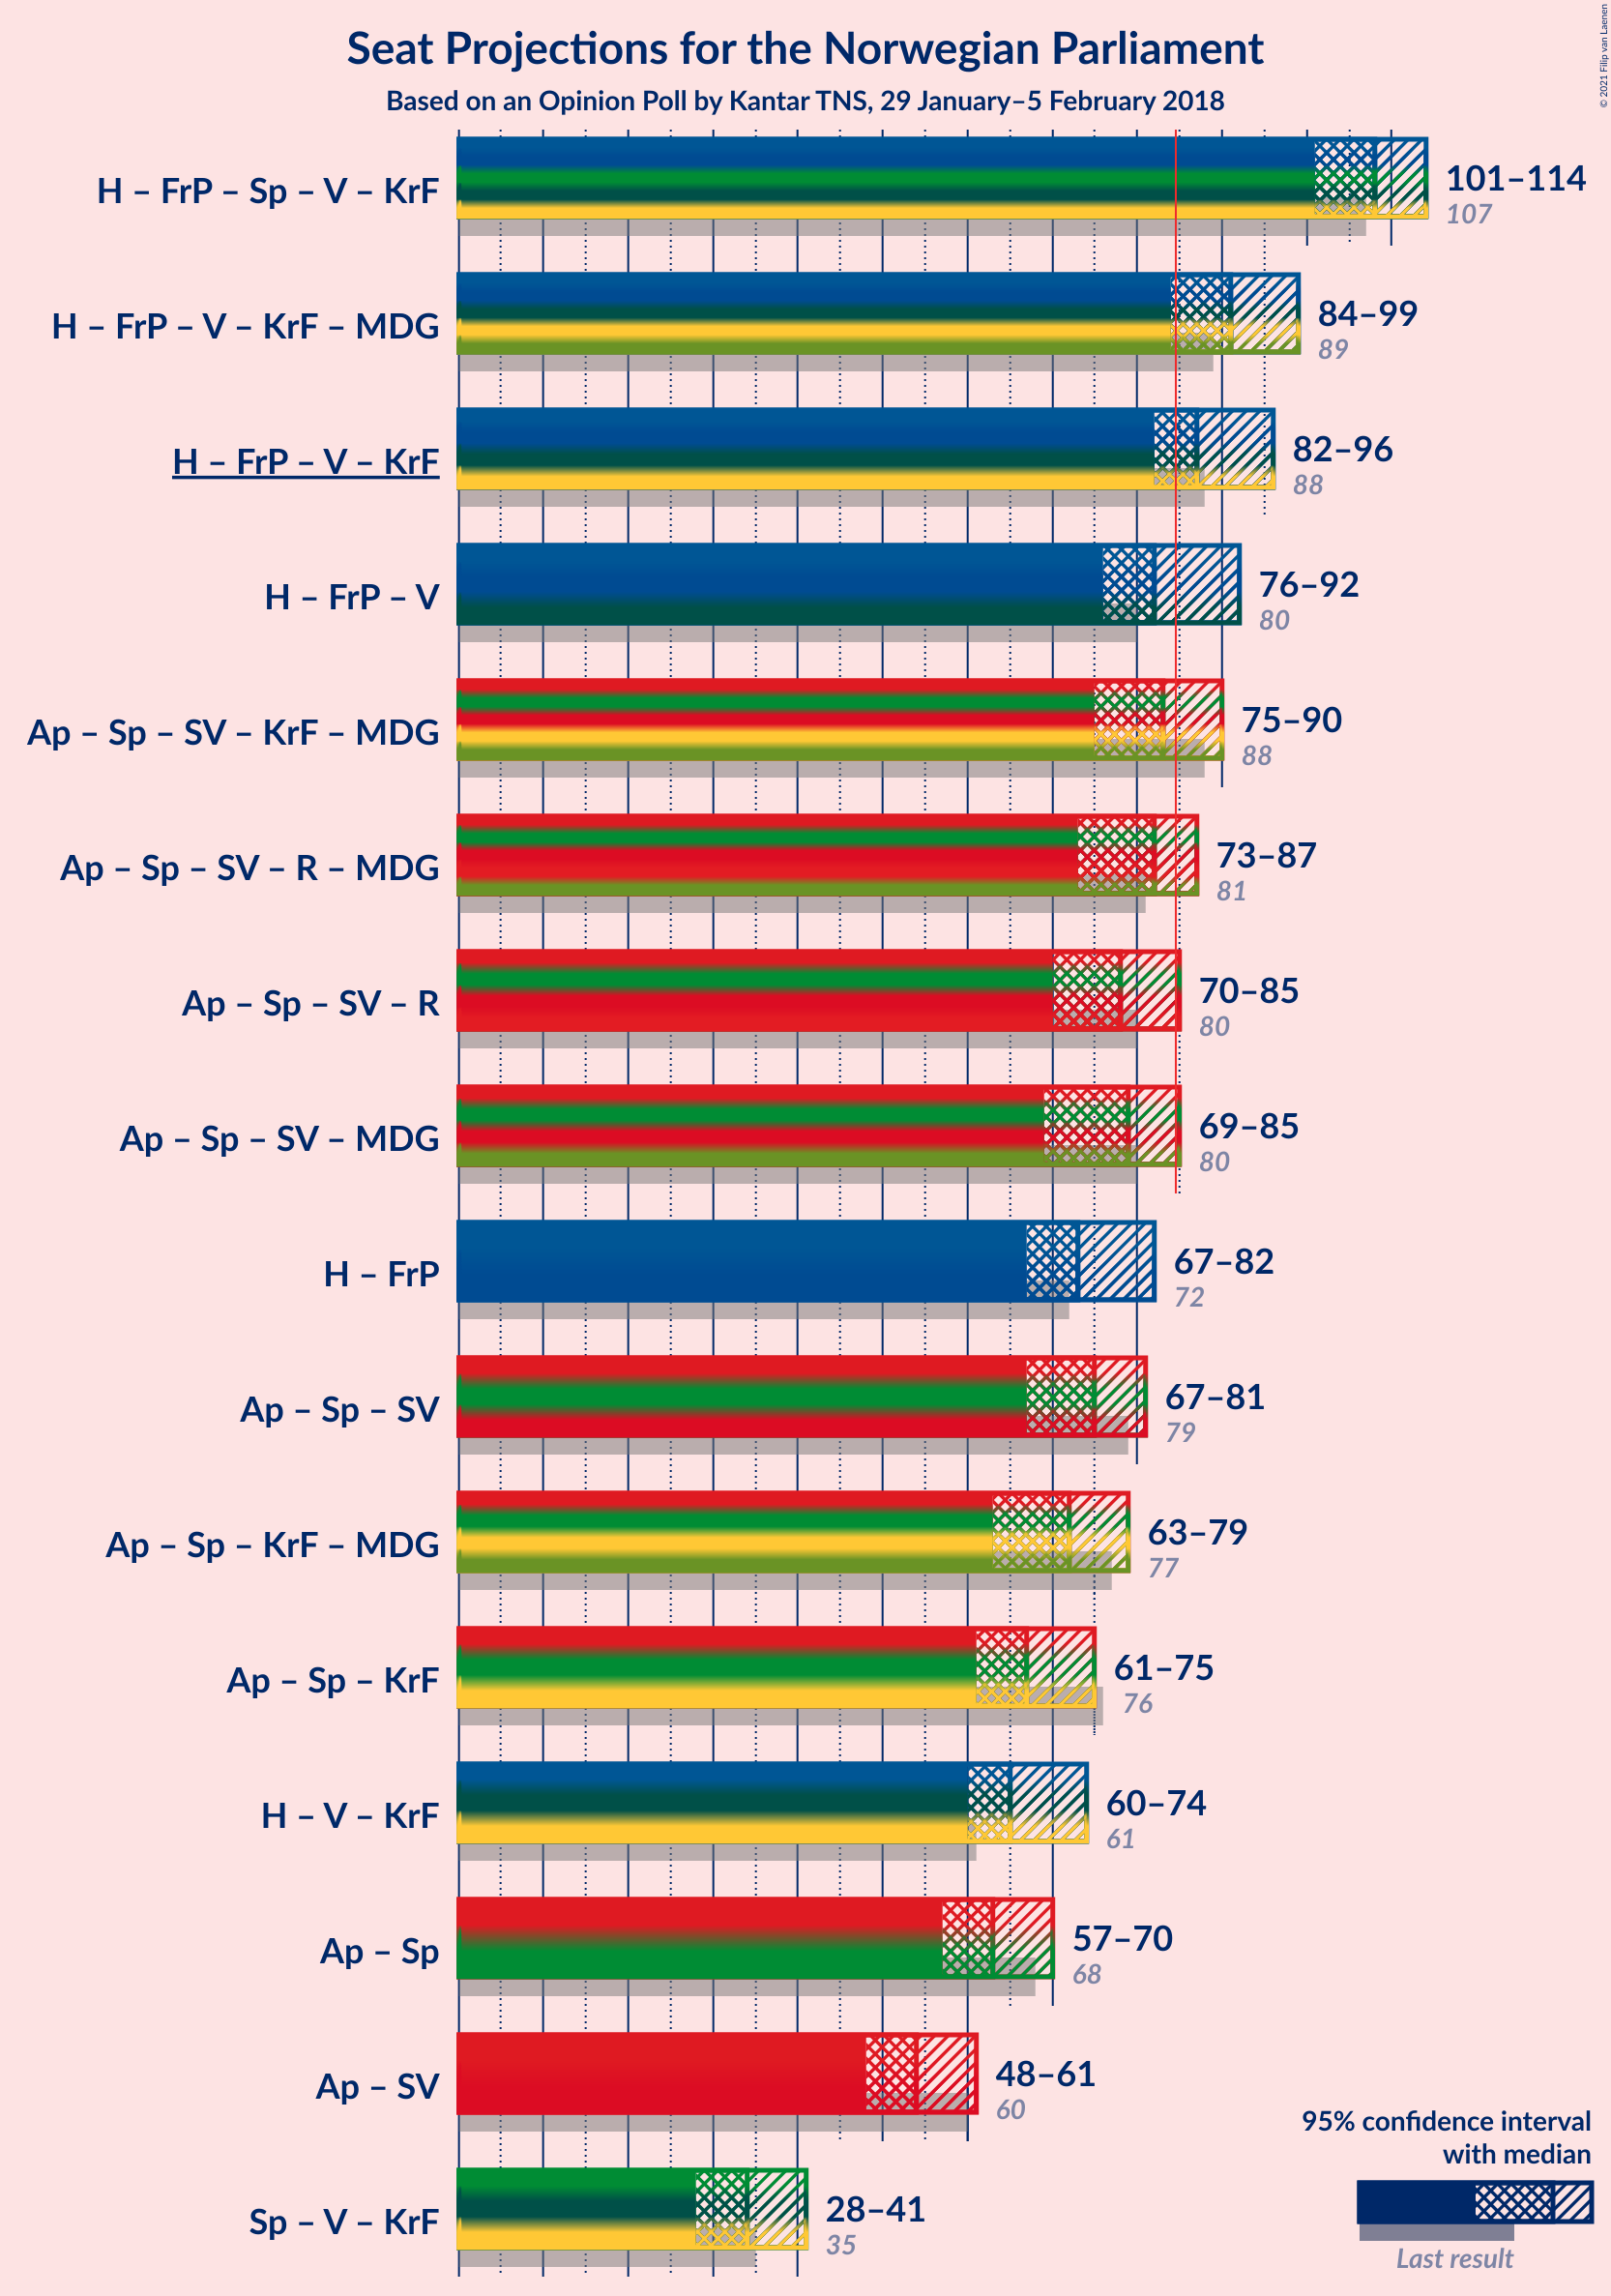 Seat Projections for the Norwegian Parliament
Based on an Opinion Poll by Kantar TNS, 29 January–5 February 2018
© 2021 Filip van Laenen
H – FrP – Sp – V – KrF
101–114
107
H – FrP – V – KrF – MDG
84–99
89
H – FrP – V – KrF
82–96
88
H – FrP – V
76–92
80
Ap – Sp – SV – KrF – MDG
75–90
88
Ap – Sp – SV – R – MDG
73–87
81
Ap – Sp – SV – R
70–85
80
Ap – Sp – SV – MDG
69–85
80
H – FrP
67–82
72
Ap – Sp – SV
67–81
79
Ap – Sp – KrF – MDG
63–79
77
Ap – Sp – KrF
61–75
76
H – V – KrF
60–74
61
Ap – Sp
57–70
68
Ap – SV
48–61
60
Sp – V – KrF
28–41
35
95% confidence interval
with median
Last result